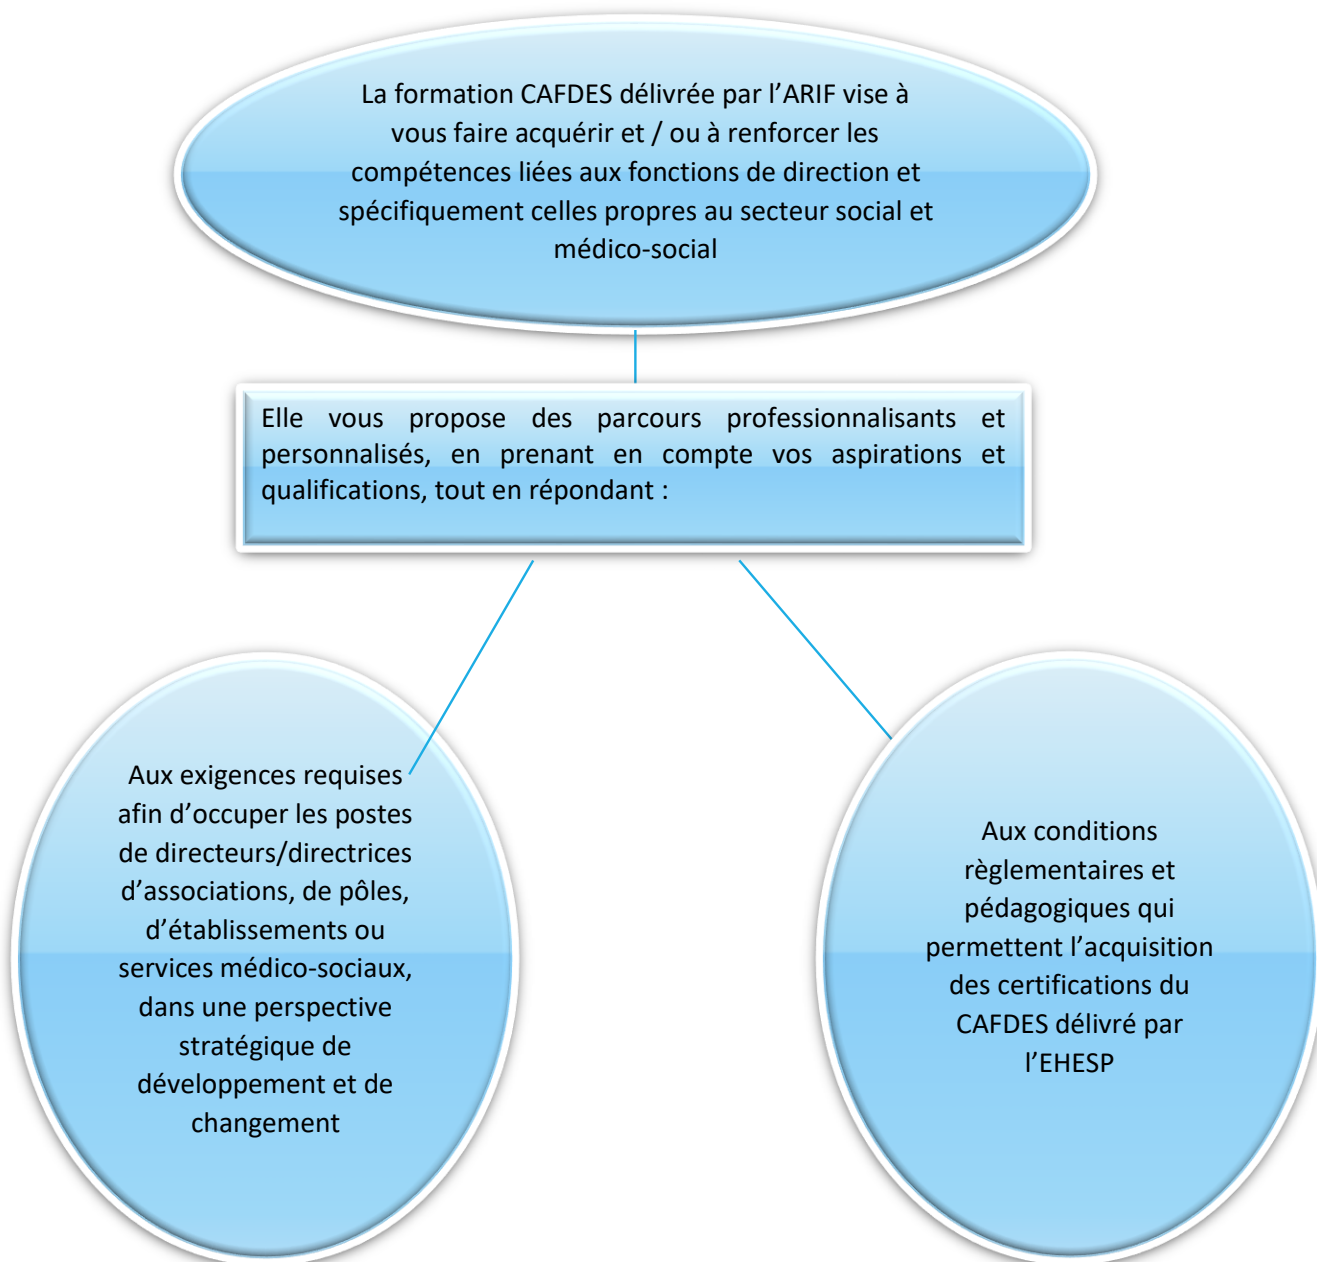 La formation CAFDES délivrée par l’ARIF vise à
vous faire acquérir et / ou à renforcer les
compétences liées aux fonctions de direction et
spécifiquement celles propres au secteur social et
médico-social
Elle vous propose des parcours professionnalisants et
personnalisés, en prenant en compte vos aspirations et
qualifications, tout en répondant :
Aux exigences requises
afin d’occuper les postes
de directeurs/directrices
d’associations, de pôles,
d’établissements ou
services médico-sociaux,
dans une perspective
stratégique de
développement et de
changement
Aux conditions
règlementaires et
pédagogiques qui
permettent l’acquisition
des certifications du
CAFDES délivré par
l’EHESP